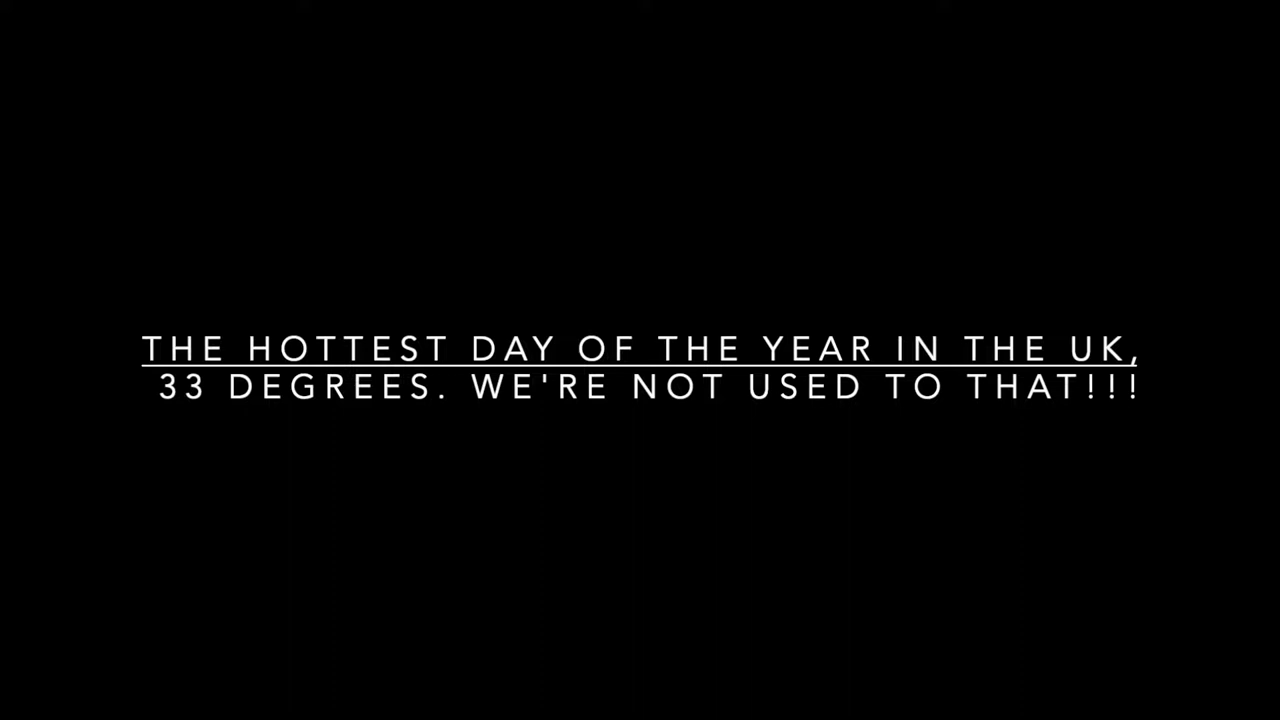 THE HOTTEST DAY OF THE YEAR IN THE UK,
33 DEGREES. WE'RE NOT USED TO THAT!!!